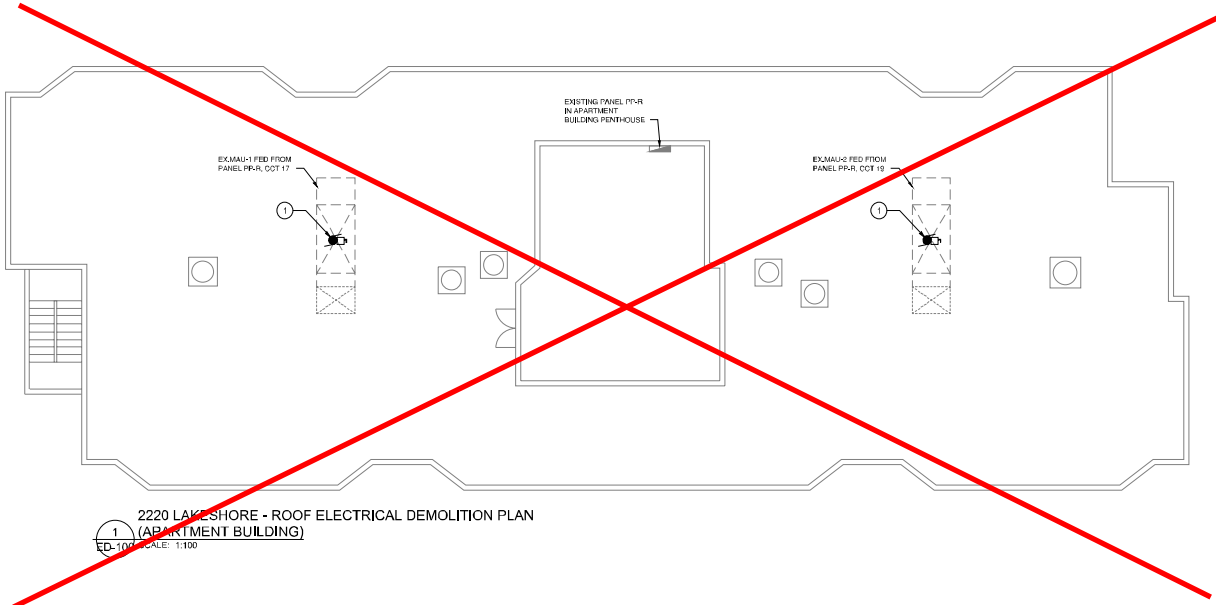 EXISTING PANEL PP-R
IN APARTMENT
BUILDING PENTHOUSE
EX.MAU-1 FED FROM
PANEL PP-R, CCT 17
EX.MAU-2 FED FROM
PANEL PP-R, CCT 19
1
1
2220 LAKESHORE - ROOF ELECTRICAL DEMOLITION PLAN
1
(APARTMENT BUILDING)
ED-100
SCALE: 1:100